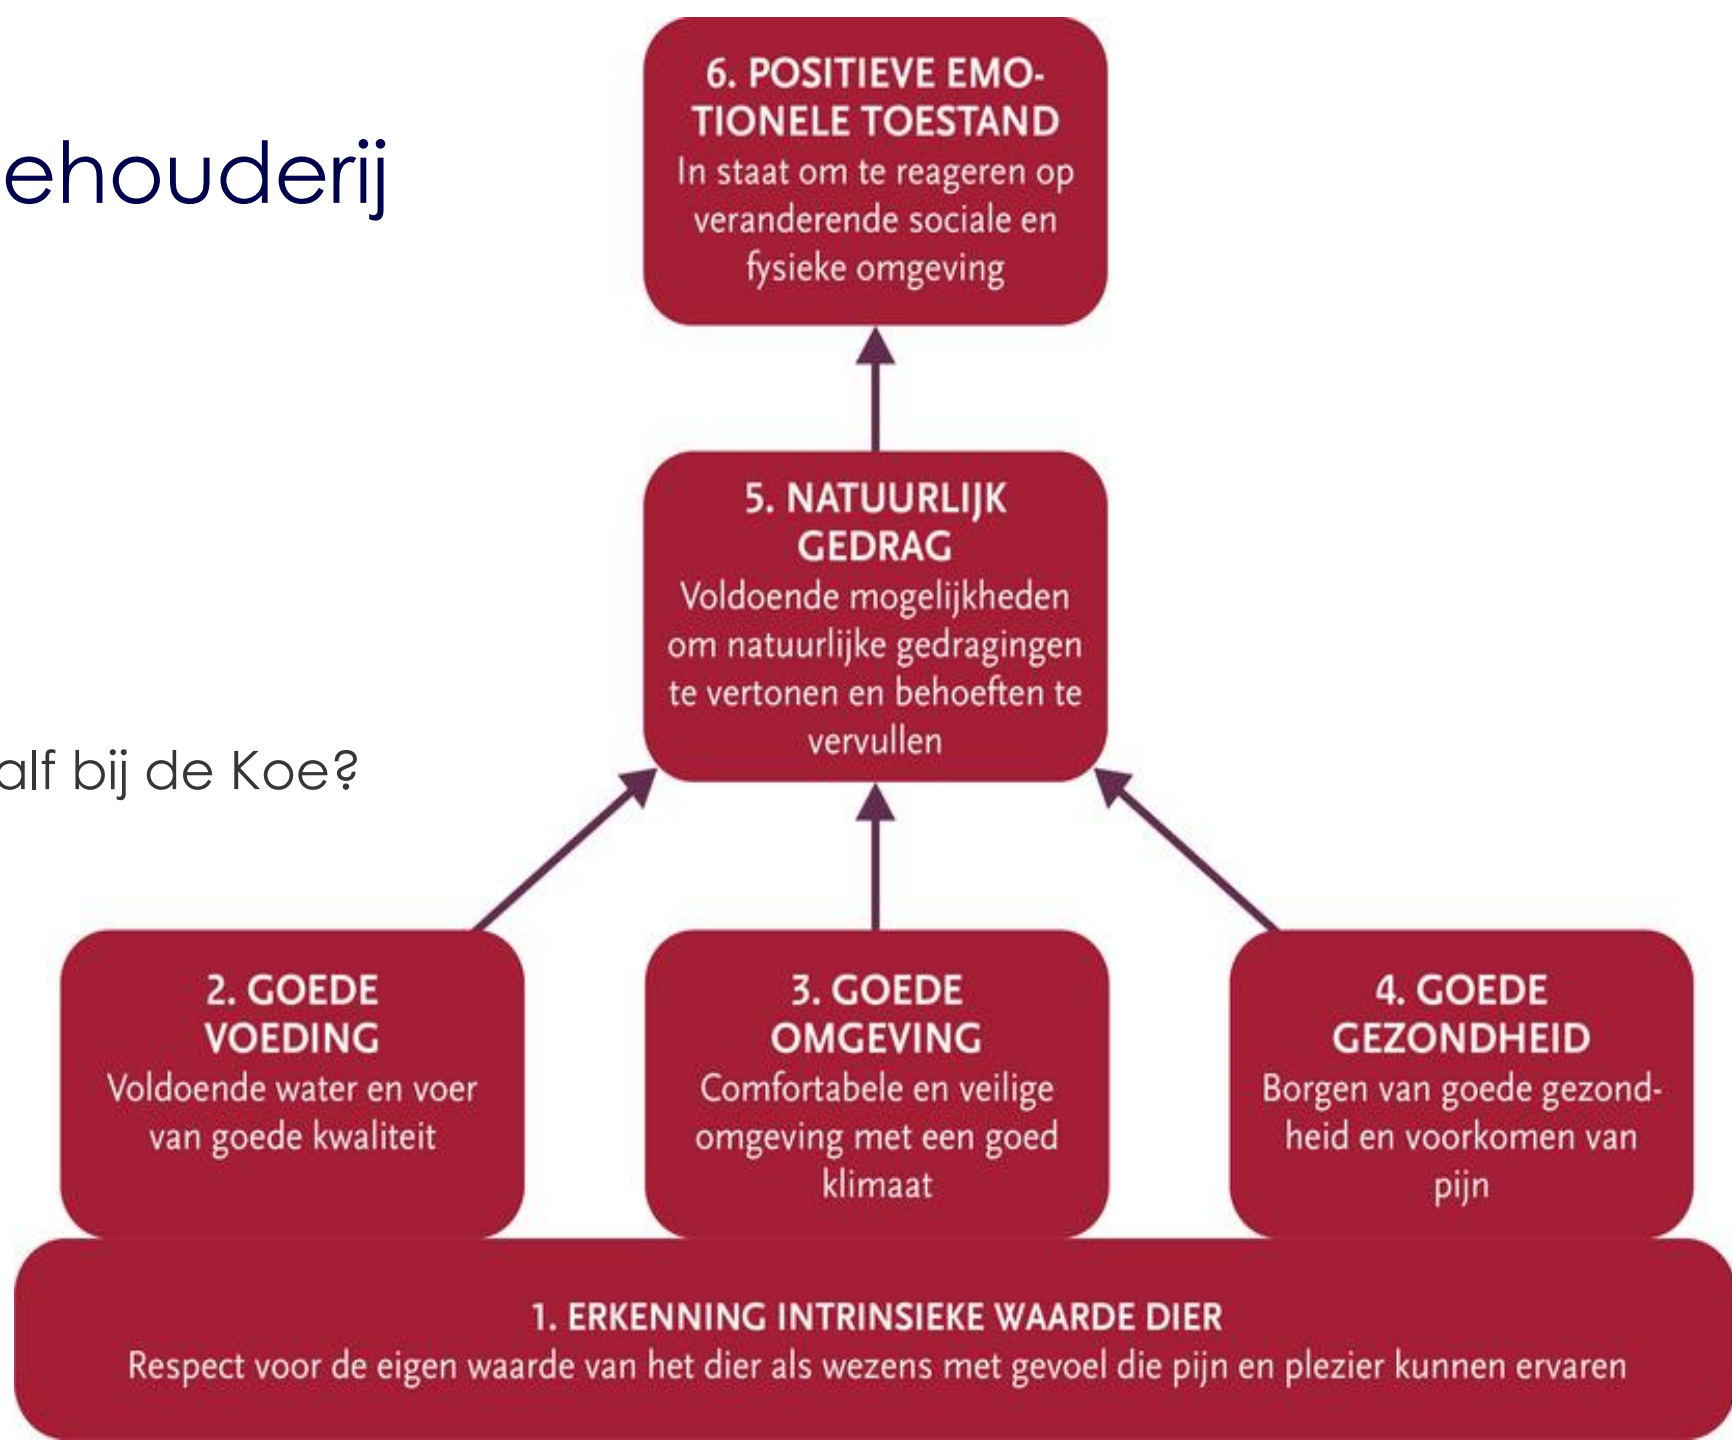 ehouderij
alf bij de Koe?
6. POSITIEVE EMO-
TIONELE TOESTAND
In staat om te reageren op
veranderende sociale en
fysieke omgeving
5. NATUURLIJK
GEDRAG
Voldoende mogelijkheden
om natuurlijke gedragingen
te vertonen en behoeften te
vervullen
2. GOEDE
VOEDING
Voldoende water en voer
van goede kwaliteit
3. GOEDE
OMGEVING
Comfortabele en veilige
omgeving met een goed
klimaat
4. GOEDE
GEZONDHEID
Borgen van goede gezond-
heid en voorkomen van
pijn
1. ERKENNING INTRINSIEKE WAARDE DIER
Respect voor de eigen waarde van het dier als wezens met gevoel die pijn en plezier kunnen ervaren